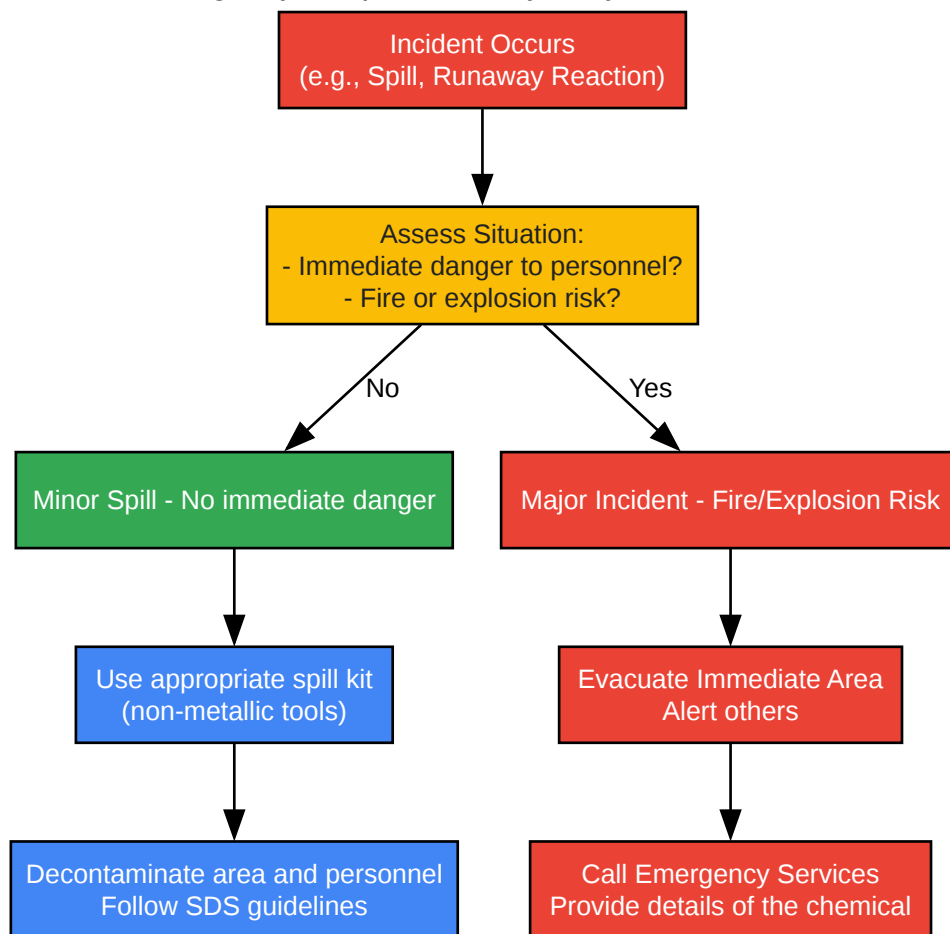 Incident Occurs
(e.g., Spill, Runaway Reaction)
Assess Situation:
- Immediate danger to personnel?
- Fire or explosion risk?
No
Yes
Minor Spill - No immediate danger
Major Incident - Fire/Explosion Risk
Use appropriate spill kit
(non-metallic tools)
Evacuate Immediate Area
Alert others
Decontaminate area and personnel
Follow SDS guidelines
Call Emergency Services
Provide details of the chemical